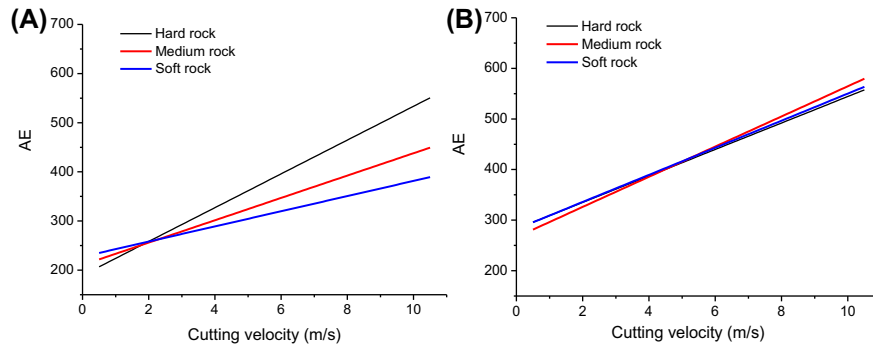 (A)
700
600
500
400
300
200
AE
Hard rock
Medium rock
Soft rock
0 2 4 6 8 10
Cutting velocity (m/s)
(B)
700
600
500
400
300
200
AE
Hard rock
Medium rock
Soft rock
0 2 4 6 8 10
Cutting velocity (m/s)